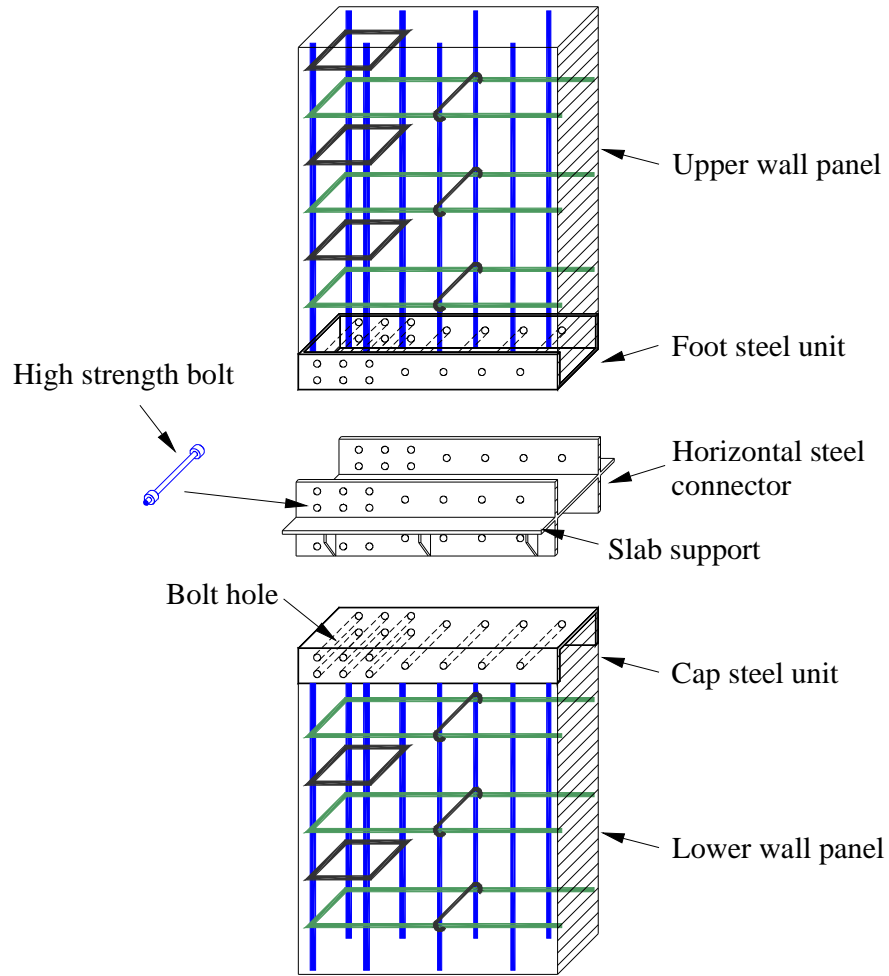 Upper wall panel
Foot steel unit
High strength bolt
Horizontal steel
connector
Slab support
Bolt hole
Cap steel unit
Lower wall panel